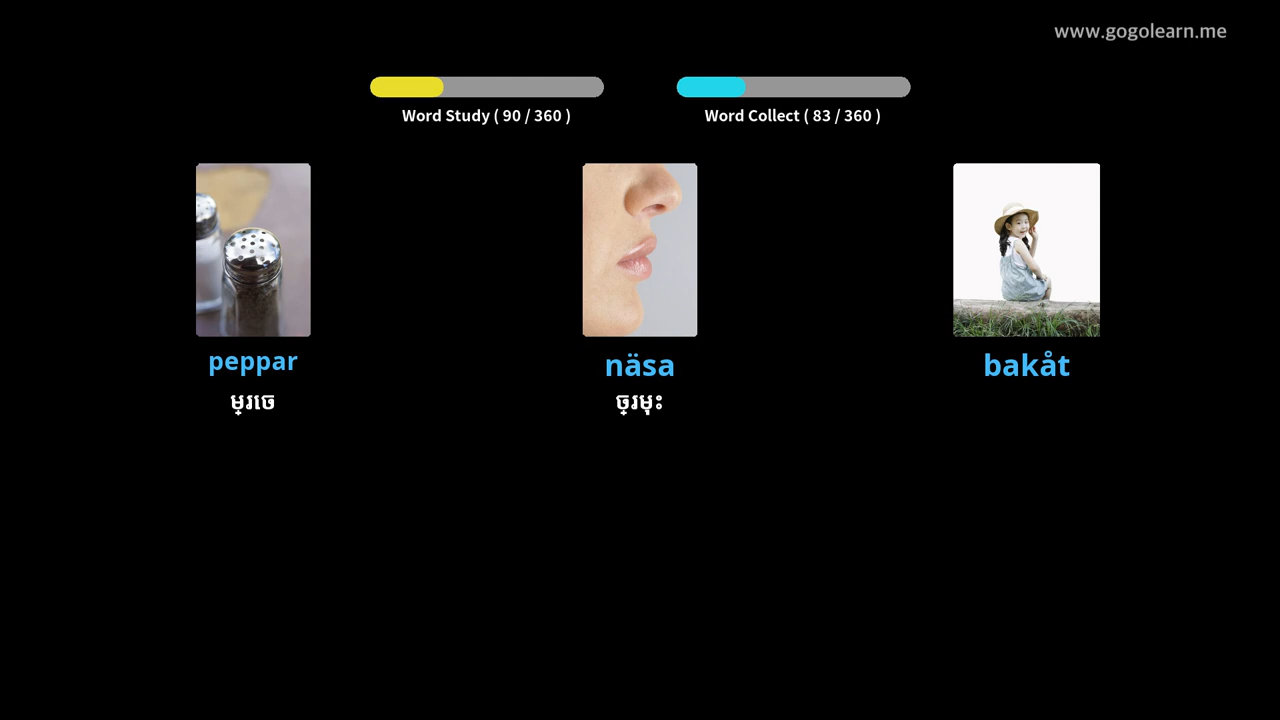 www.gogolearn.me
Word Study ( 90 / 360 )
Word Collect ( 83 / 360 )
peppar
näsa
bakåt
ម្រេច
ច្រមុះ